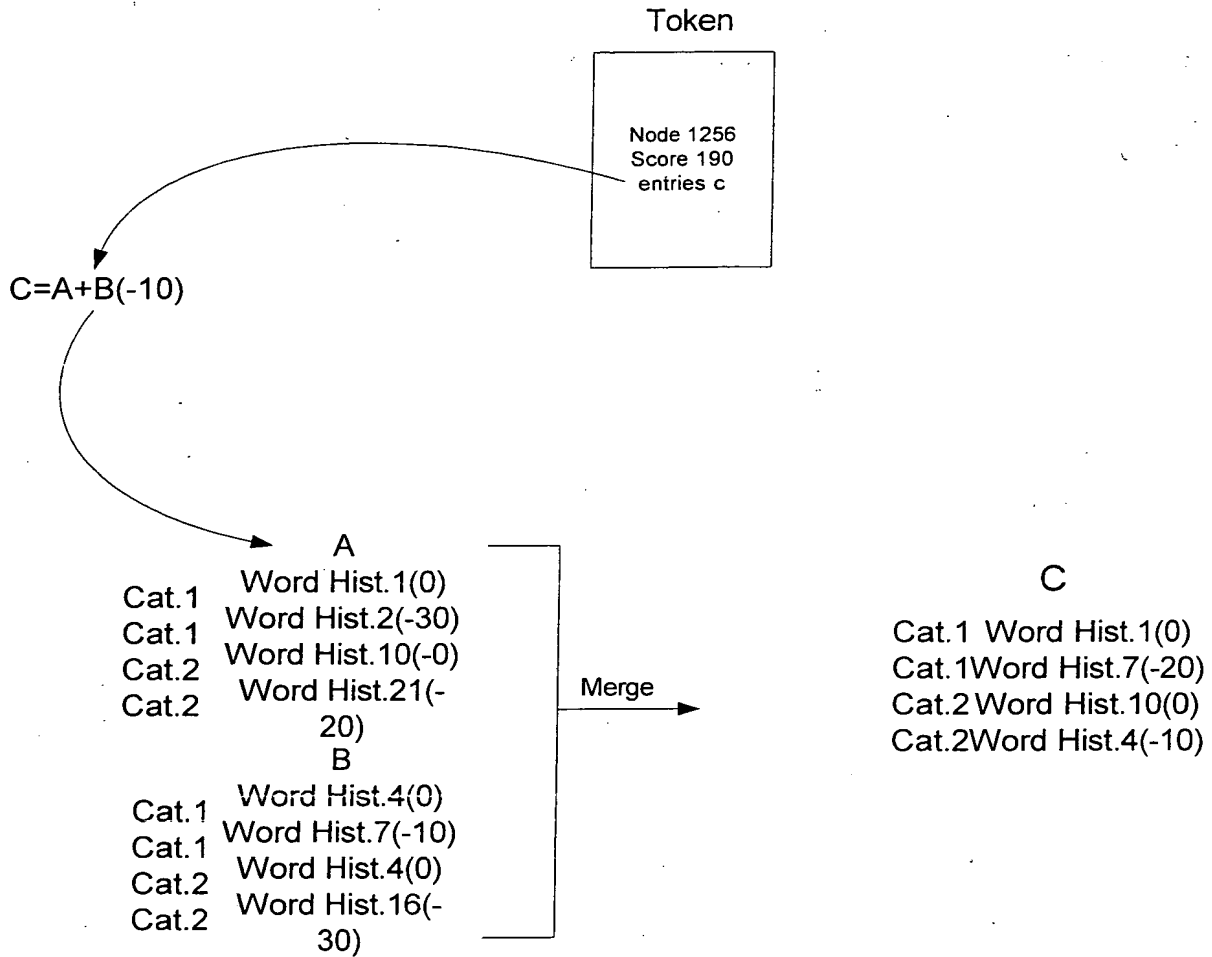 Token
Node 1256
Score 190
entries c
C=A+B(-10)
A
Cat.1 Word Hist.1(0)
Cat.1 Word Hist.2(-30)
Cat.2 Word Hist.10(-0)
Cat.2 Word Hist.21(-
20)
B
Cat.1 Word Hist.4(0)
Cat.1 Word Hist.7(-10)
Cat.2 Word Hist.4(0)
Cat.2 Word Hist.16(-
30)
Merge
C
Cat.1 Word Hist.1(0)
Cat.1Word Hist.7(-20)
Cat.2 Word Hist.10(0)
Cat.2Word Hist.4(-10)